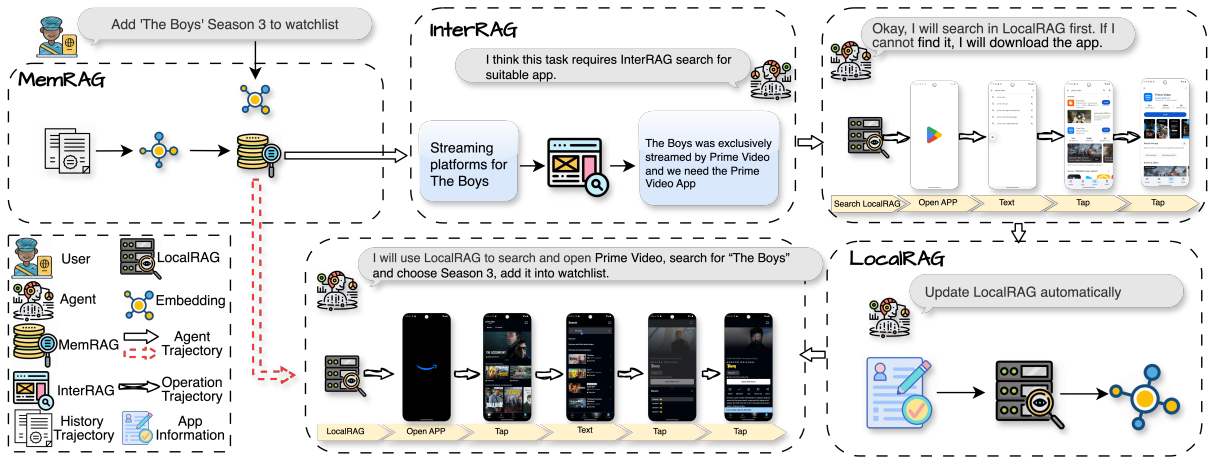 Add 'The Boys' Season 3 to watchlist
MemRAG
InterRAG
I think this task requires InterRAG search for
suitable app.
Streaming
platforms for
The Boys
The Boys was exclusively
streamed by Prime Video
and we need the Prime
Video App
Okay, I will search in LocalRAG first. If I
cannot find it, I will download the app.
Prime Video
Search LocalRAG
Open APP
Text
Tap
Tap
User
LocalRAG
Agent
Embedding
MemRAG
Agent
Trajectory
InterRAG
Operation
Trajectory
History
Trajectory
App
Information
I will use LocalRAG to search and open Prime Video, search for “The Boys”
and choose Season 3, add it into watchlist.
LocalRAG
Open APP
Tap
Text
Tap
Tap
LocalRAG
Update LocalRAG automatically